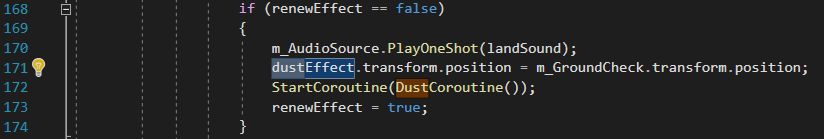 168 if (renewEffect == false)
169 {
170 m_AudioSource.PlayOneShot(landSound);
171 dustEffect.transform.position = m_GroundCheck.transform.position;
172 StartCoroutine(DustCoroutine());
173 renewEffect = true;
174 }